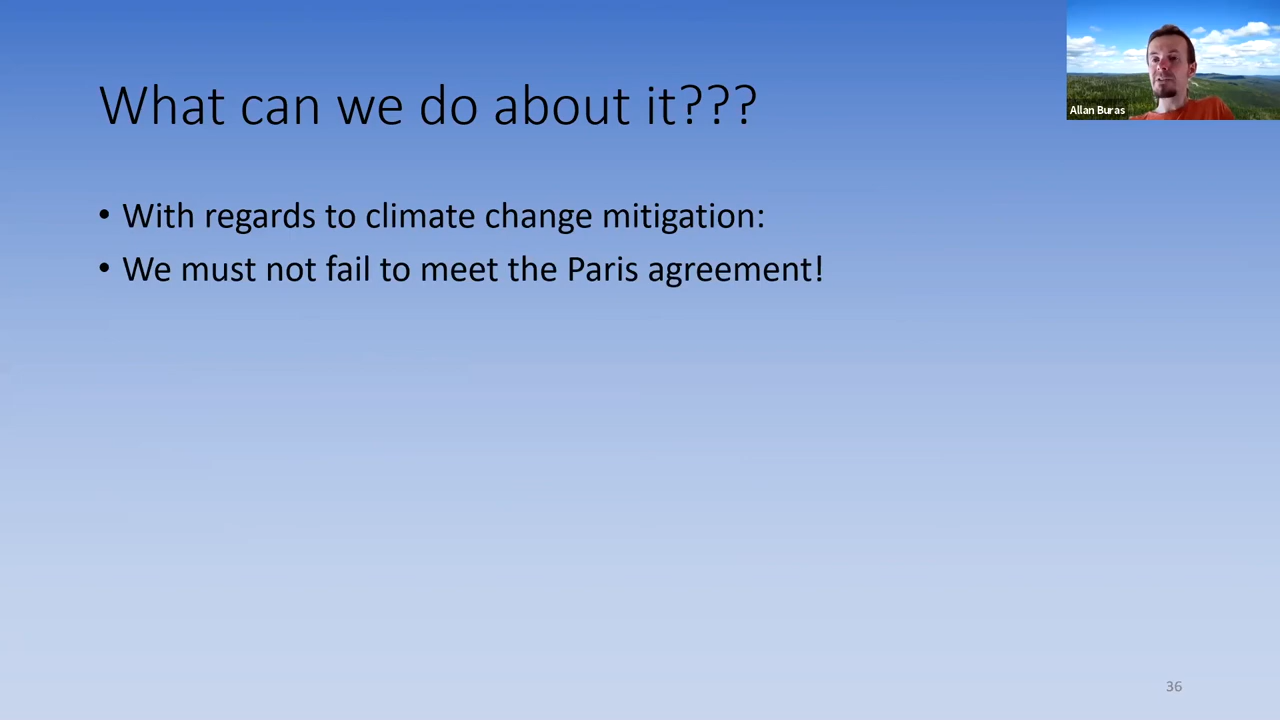 What can we do about it???
Allan Buras
• With regards to climate change mitigation:
• We must not fail to meet the Paris agreement!
36